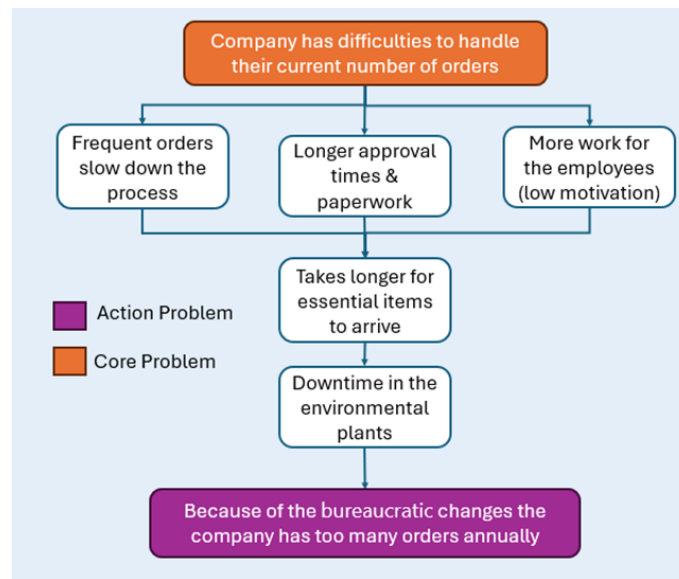 Company has difficulties to handle
their current number of orders
Frequent orders
slow down the
process
Longer approval
times &
paperwork
More work for
the employees
(low motivation)
Takes longer for
essential items
to arrive
Action Problem
Core Problem
Downtime in the
environmental
plants
Because of the bureaucratic changes the
company has too many orders annually